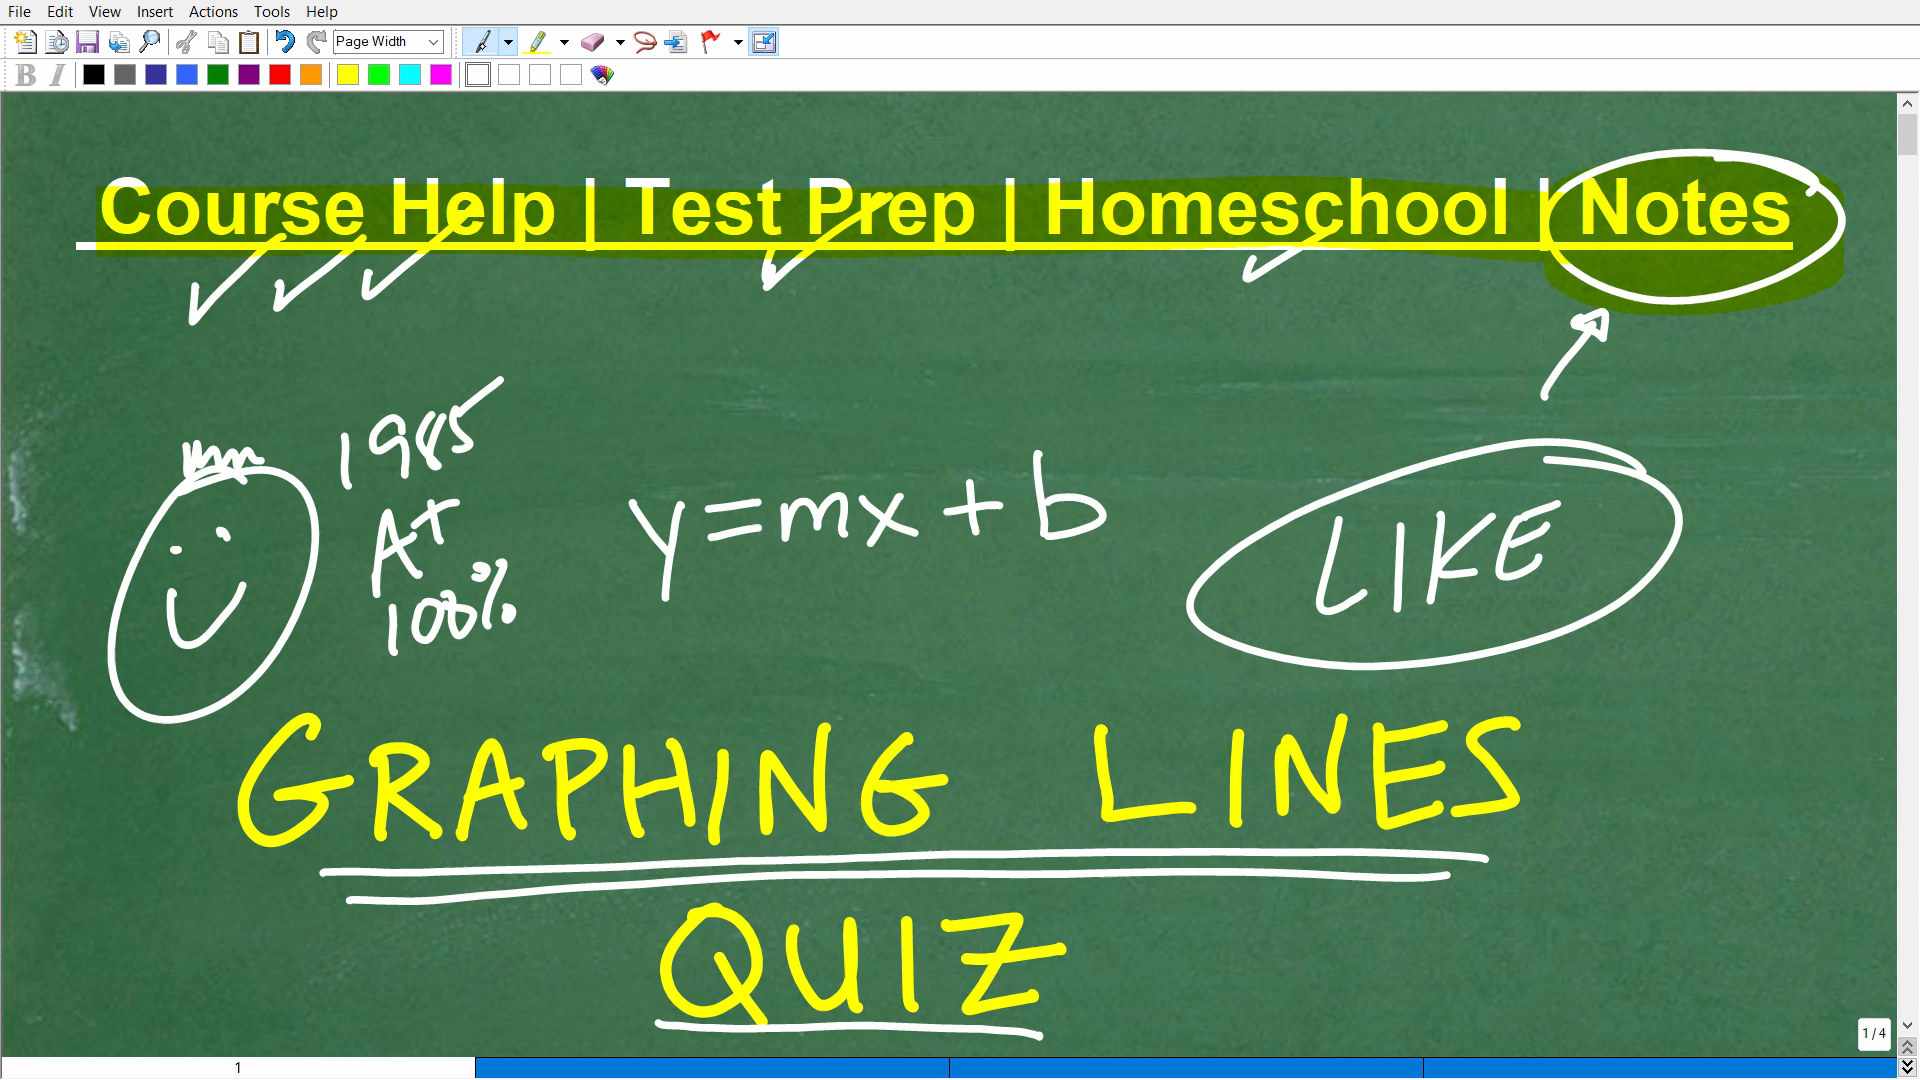 File Edit View Insert Actions Tools Help
Page Width
B I
Course Help | Test Prep | Homeschool | Notes
1985
A+
100%
y=mx+b
LIKE
GRAPHING LINES
QUIZ
1 / 4
1